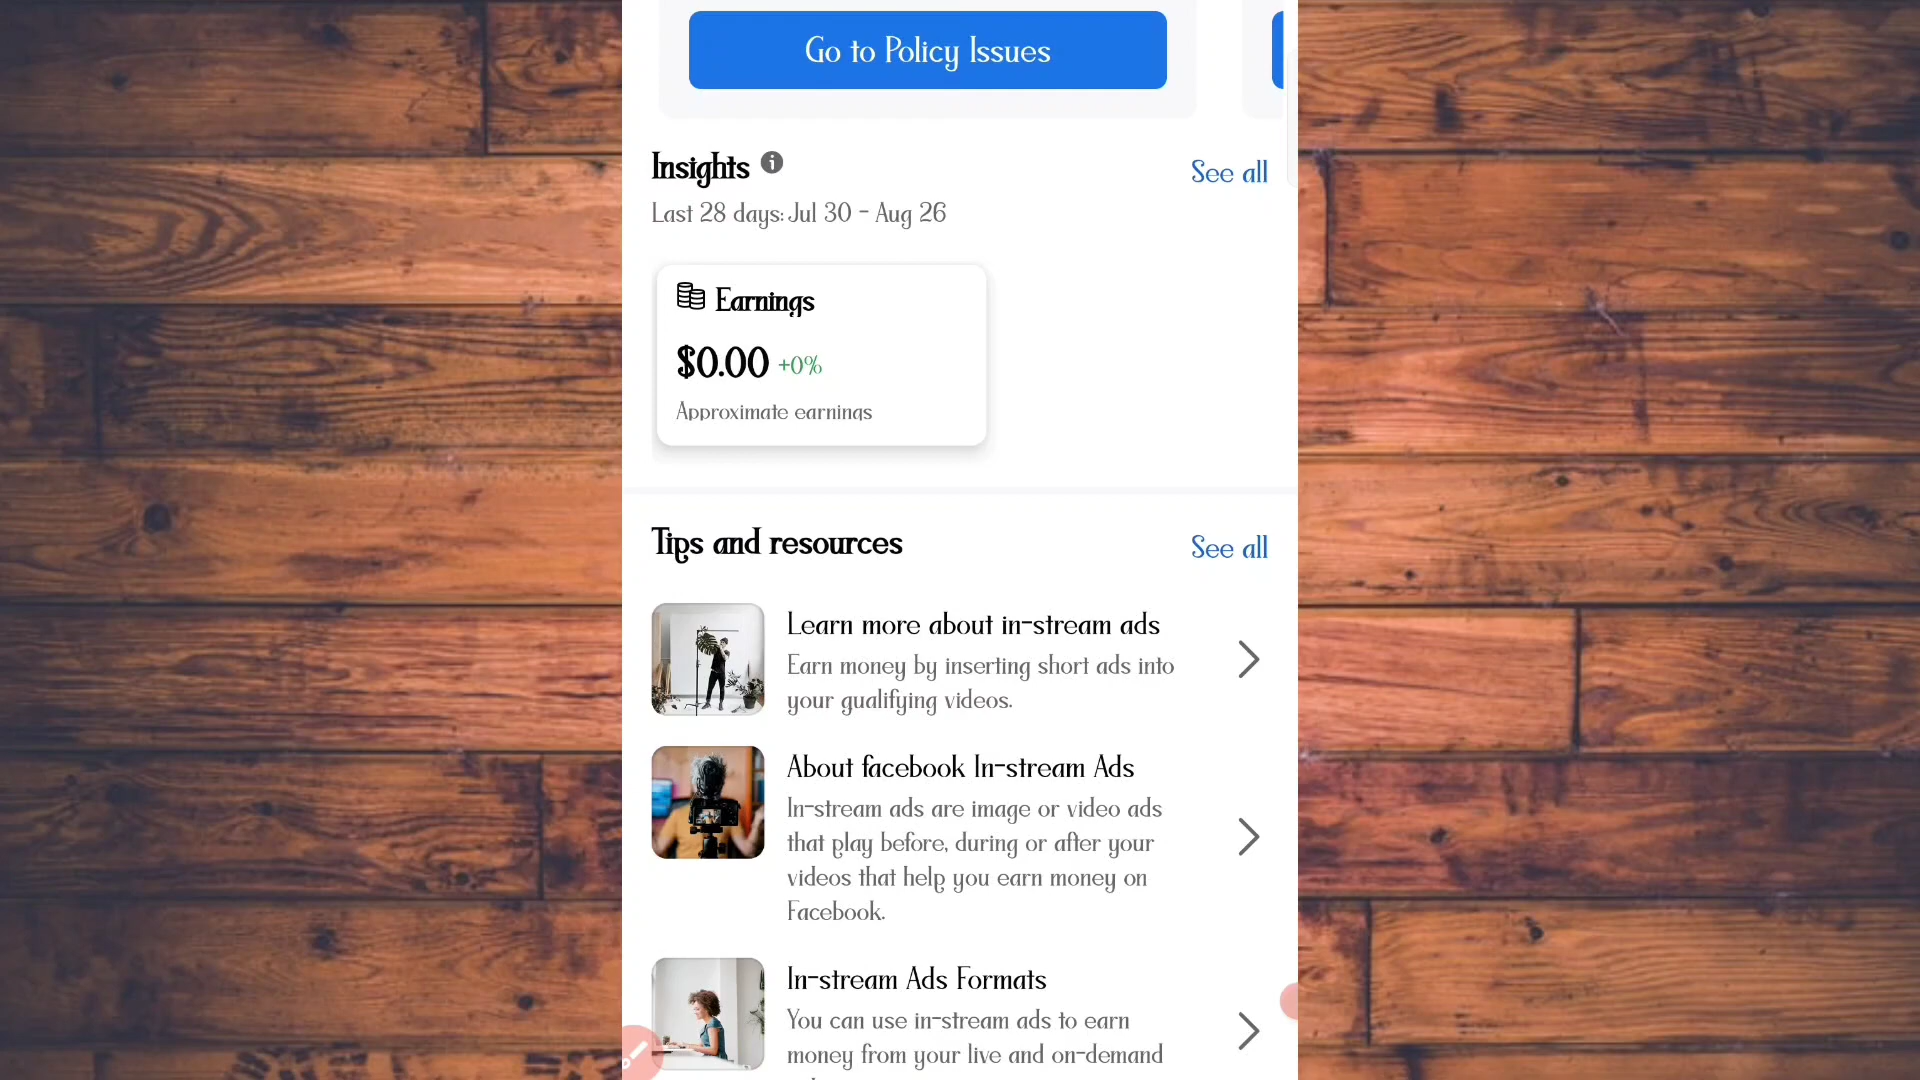 Go to Policy Issues
Insights
See all
Last 28 days: Jul 30 - Aug 26
Earnings
$0.00 +0%
Approximate earnings
Tips and resources
See all
Learn more about in-stream ads
Earn money by inserting short ads into
your qualifying videos.
About facebook In-stream Ads
In-stream ads are image or video ads
that play before, during or after your
videos that help you earn money on
Facebook.
In-stream Ads Formats
You can use in-stream ads to earn
money from your live and on-demand